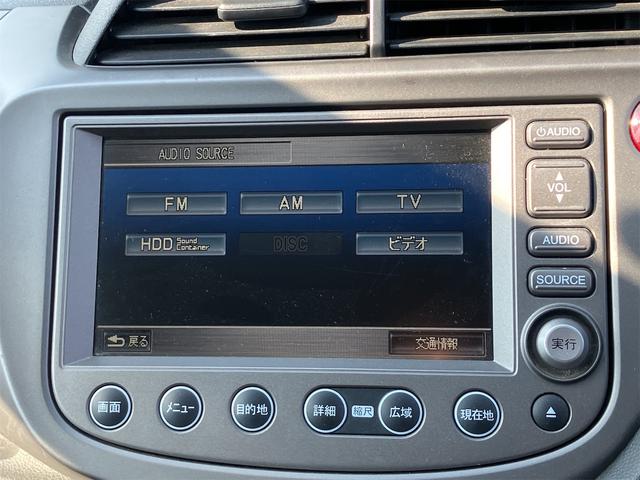 AUDIO SOURCE
FM AM TV
HDD Sound Container DISC ビデオ
戻る 交通情報
AUDIO
VOL
AUDIO
SOURCE
実行
画面 メニュー 目的地 詳細 縮尺 広域 現在地